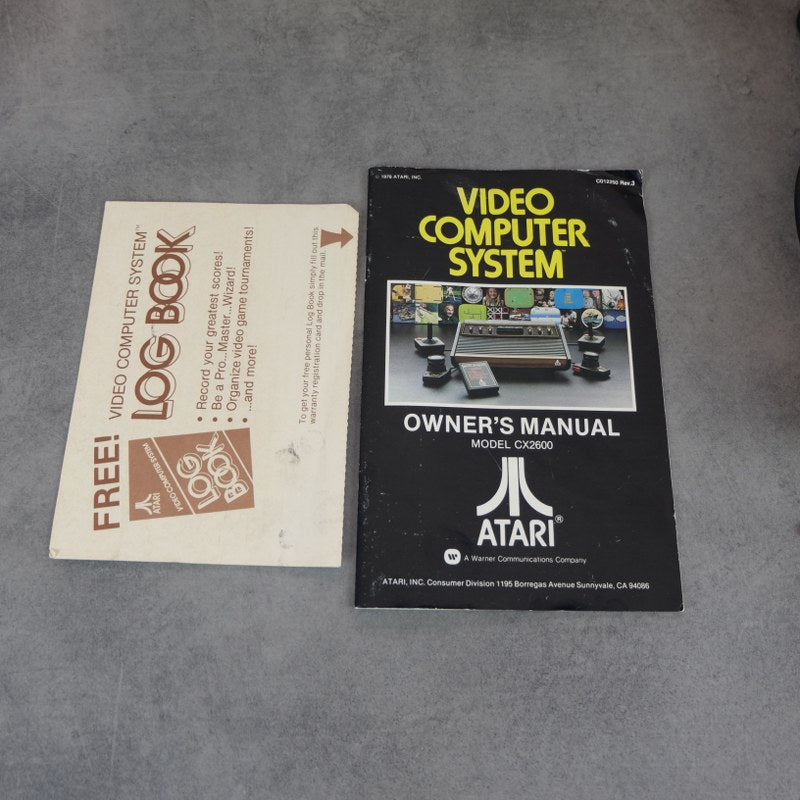 FREE! VIDEO COMPUTER SYSTEM™
LOG BOOK
• Record your greatest scores!
• Be a Pro...Master...Wizard!
• Organize video game tournaments!
• ...and more!
ATARI
VIDEO COMPUTER SYSTEM
LOG
BOOK
To get your free personal Log Book simply fill out this
warranty registration card and drop in the mail.
© 1978 ATARI, INC.
C012250 Rev.3
VIDEO
COMPUTER
SYSTEM
OWNER'S MANUAL
MODEL CX2600
ATARI®
A Warner Communications Company
ATARI, INC. Consumer Division 1195 Borregas Avenue Sunnyvale, CA 94086